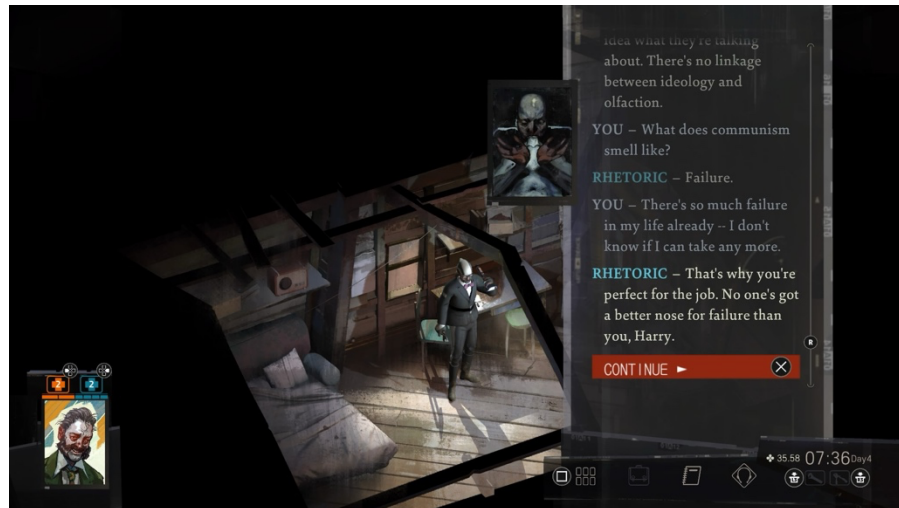 idea what they're talking
about. There's no linkage
between ideology and
olfaction.
YOU – What does communism
smell like?
RHETORIC – Failure.
YOU – There's so much failure
in my life already -- I don't
know if I can take any more.
RHETORIC – That's why you're
perfect for the job. No one's got
a better nose for failure than
you, Harry.
R
CONTINUE
2 2
35.58 07:36 Day4